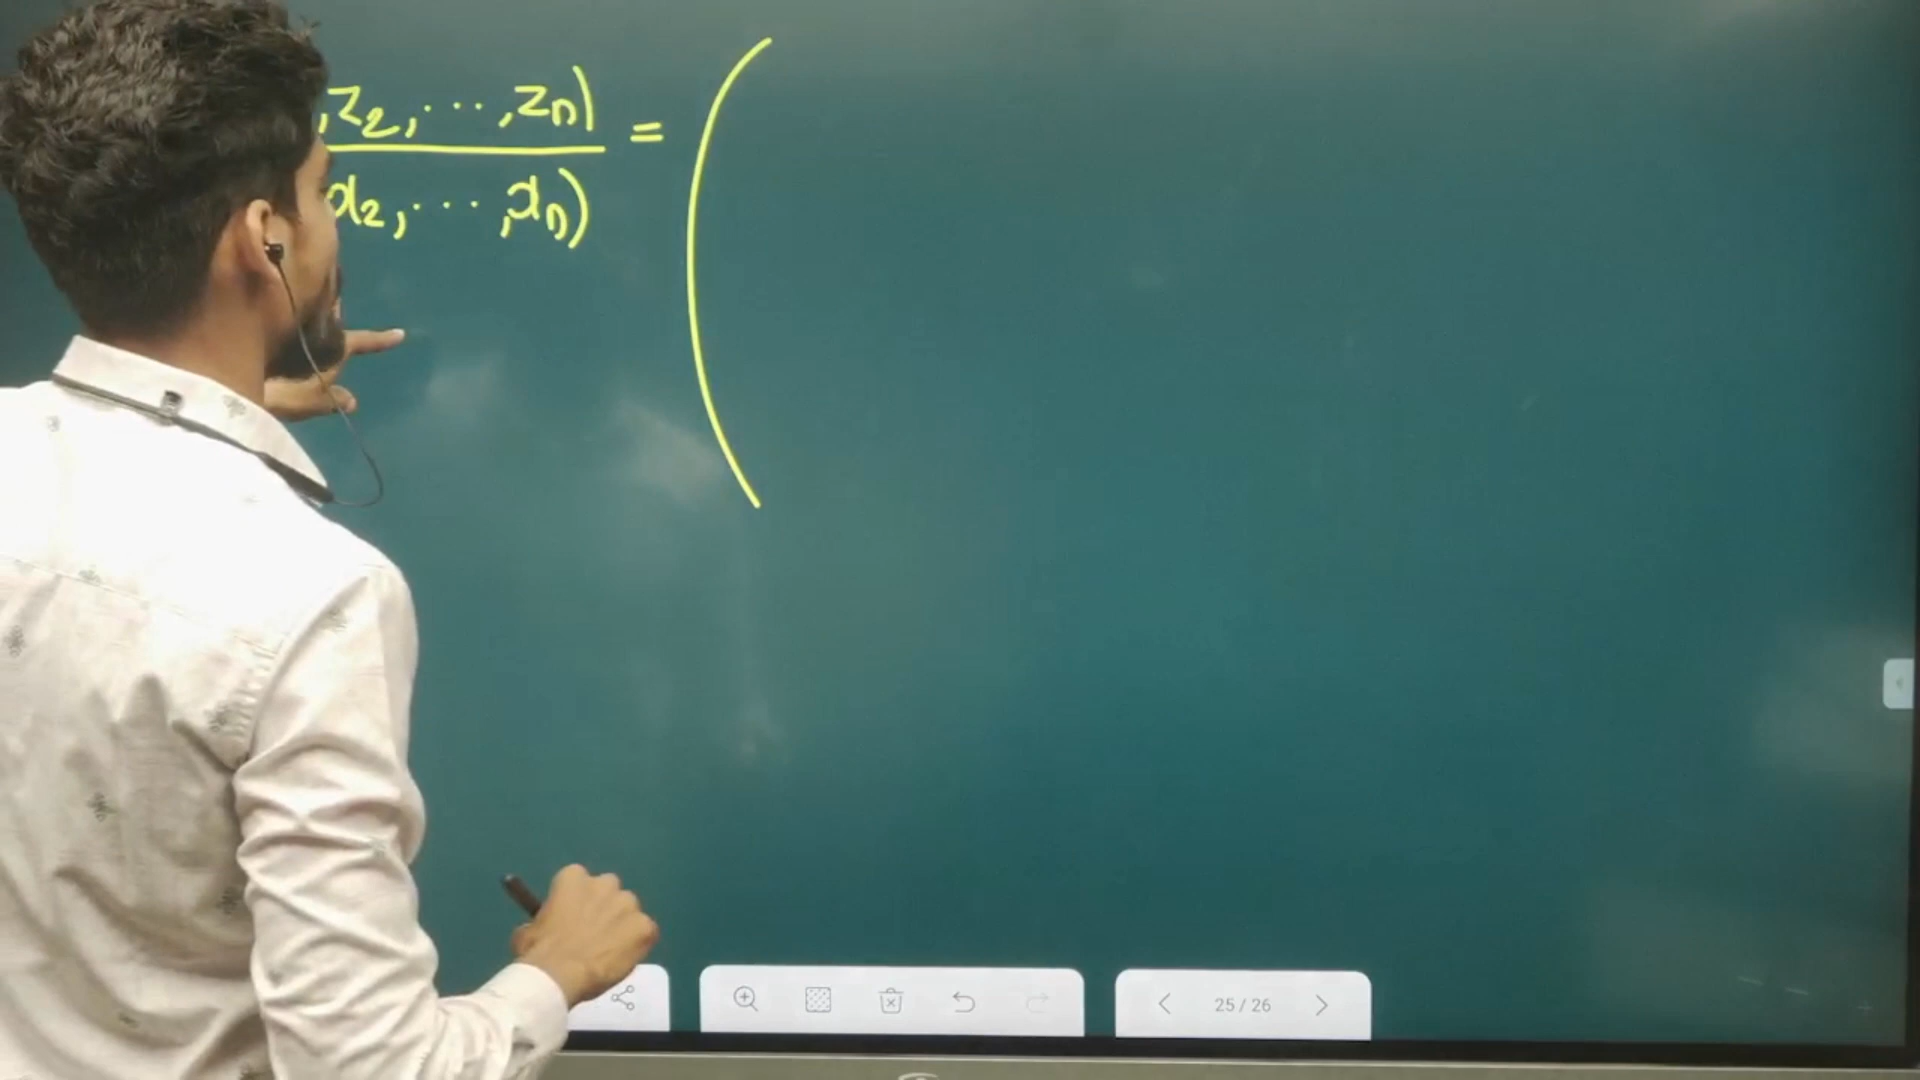 ,z₂, ⋯ ,zₙ) =
x₂, ⋯ ,xₙ)
25 / 26